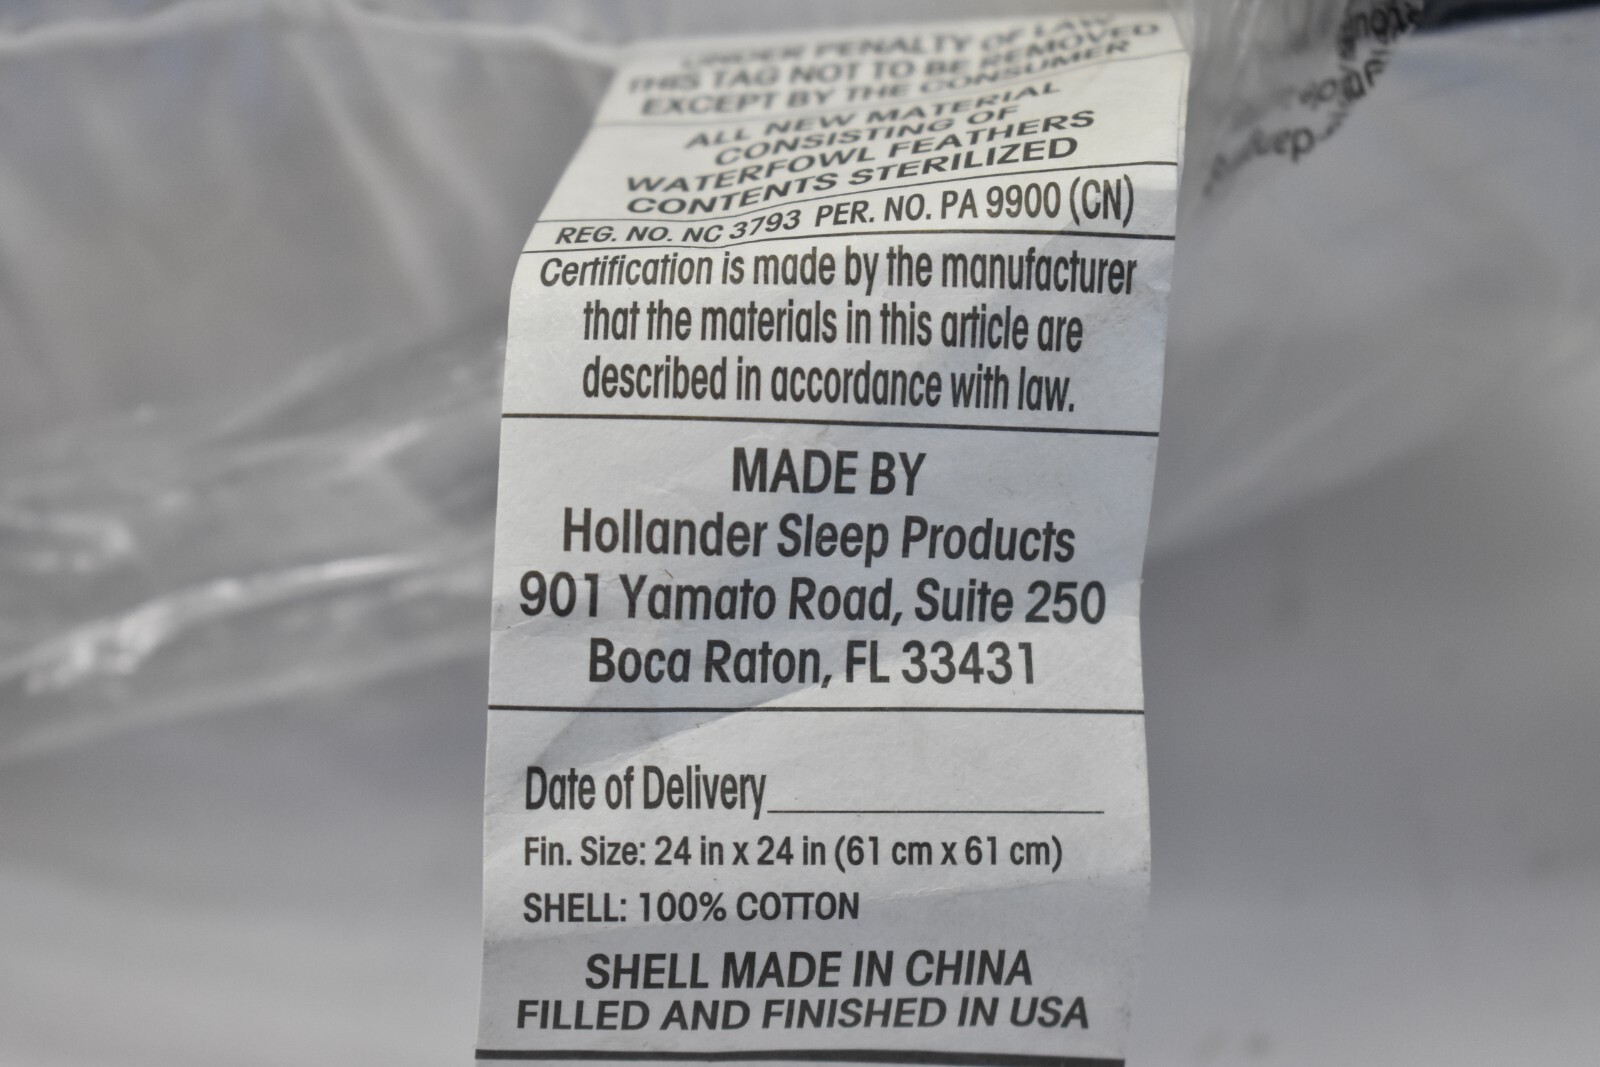 UNDER PENALTY OF LAW
THIS TAG NOT TO BE REMOVED
EXCEPT BY THE CONSUMER
ALL NEW MATERIAL
CONSISTING OF
WATERFOWL FEATHERS
CONTENTS STERILIZED
REG. NO. NC 3793 PER. NO. PA 9900 (CN)
Certification is made by the manufacturer
that the materials in this article are
described in accordance with law.
MADE BY
Hollander Sleep Products
901 Yamato Road, Suite 250
Boca Raton, FL 33431
Date of Delivery
Fin. Size: 24 in x 24 in (61 cm x 61 cm)
SHELL: 100% COTTON
SHELL MADE IN CHINA
FILLED AND FINISHED IN USA